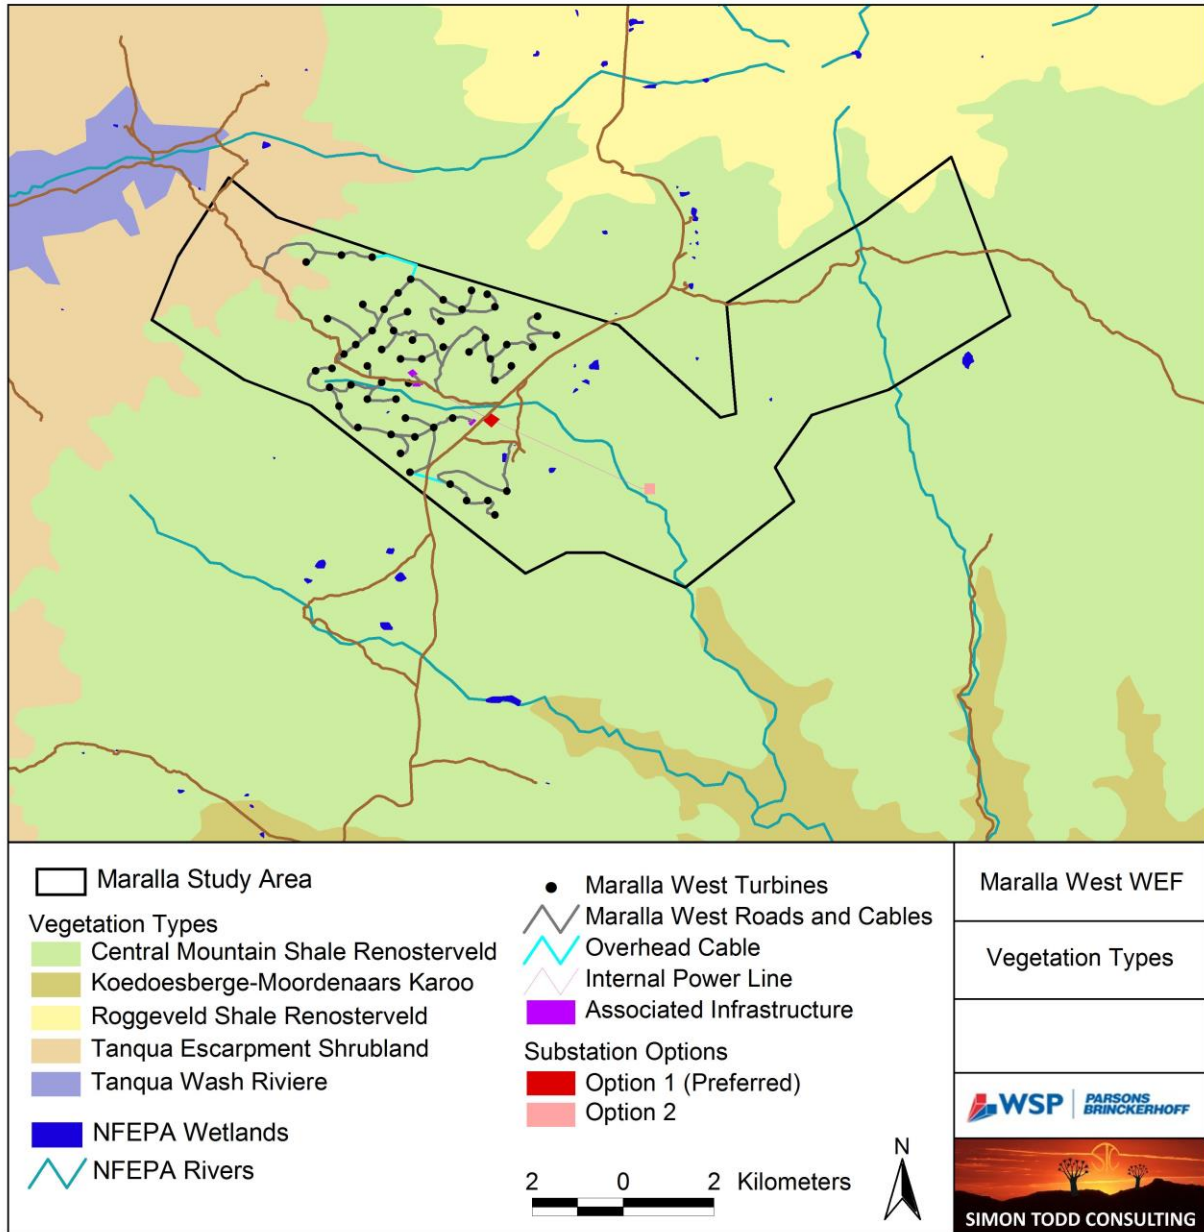 Maralla Study Area
Vegetation Types
Central Mountain Shale Renosterveld
Koedoesberge-Moordenaars Karoo
Roggeveld Shale Renosterveld
Tanqua Escarpment Shrubland
Tanqua Wash Riviere
NFEPA Wetlands
NFEPA Rivers
Maralla West Turbines
Maralla West Roads and Cables
Overhead Cable
Internal Power Line
Associated Infrastructure
Substation Options
Option 1 (Preferred)
Option 2
2 0 2 Kilometers
N
Maralla West WEF
Vegetation Types
WSP | PARSONS
BRINCKERHOFF
STC
SIMON TODD CONSULTING